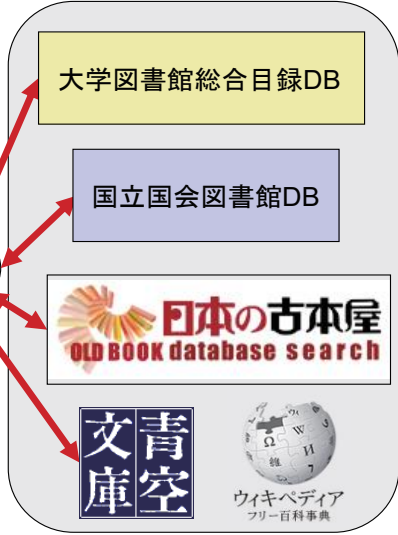 大学図書館総合目録DB
国立国会図書館DB
日本の古本屋
OLD BOOK database search
青空
文庫
Ω
W
維
И
7
ウィキペディア
フリー百科事典